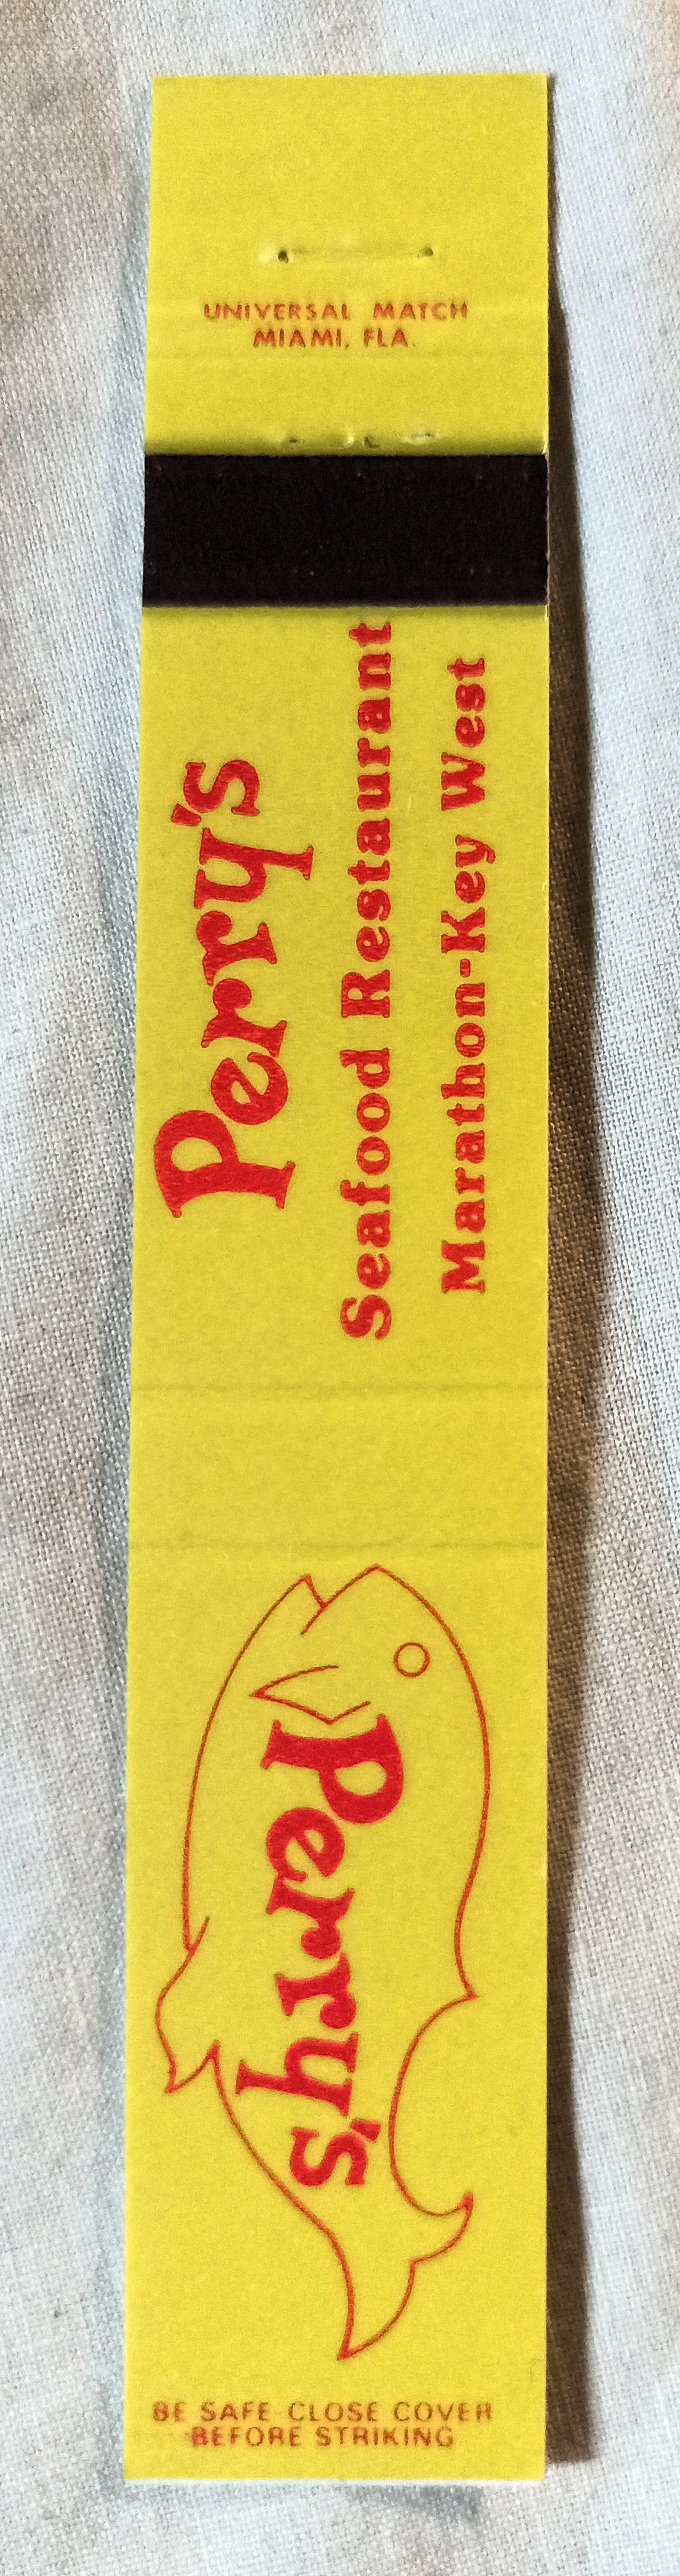 UNIVERSAL MATCH
MIAMI, FLA.
Perry's
Seafood Restaurant
Marathon-Key West
Perry's
BE SAFE CLOSE COVER
BEFORE STRIKING